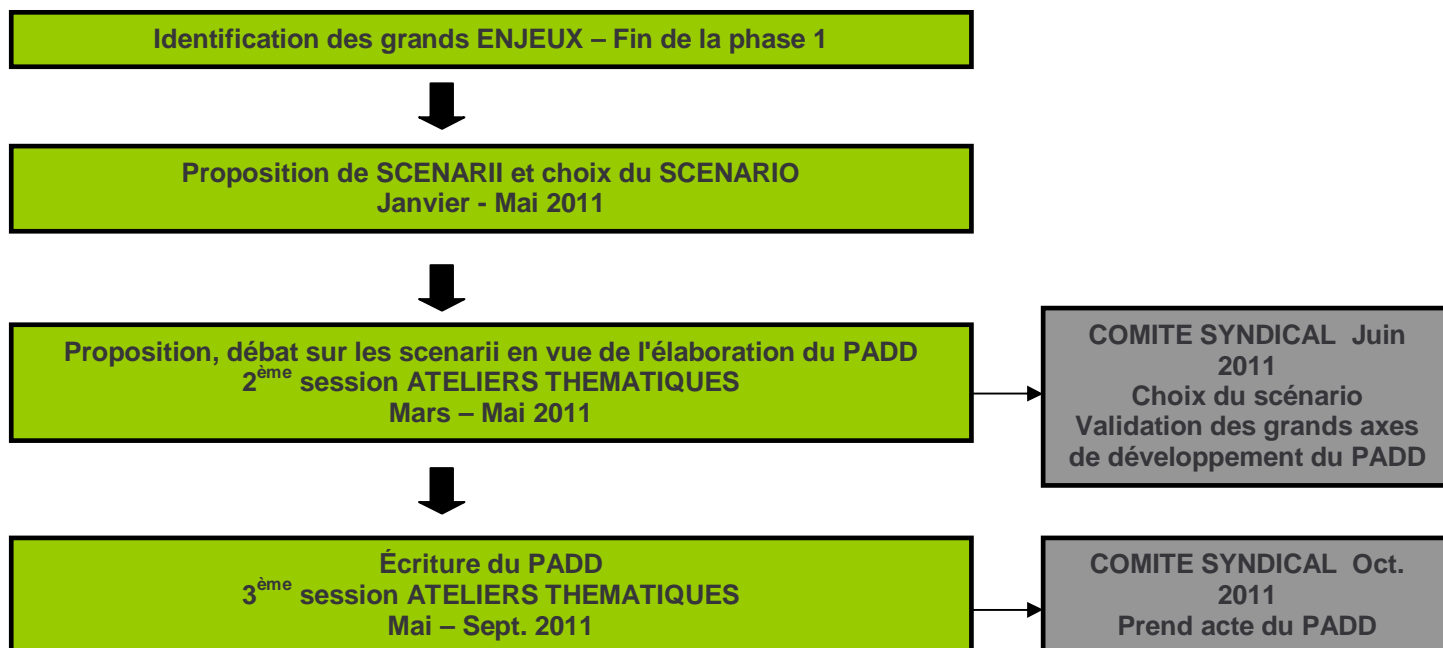 Identification des grands ENJEUX – Fin de la phase 1
Proposition de SCENARII et choix du SCENARIO
Janvier - Mai 2011
Proposition, débat sur les scenarii en vue de l'élaboration du PADD
2ème session ATELIERS THEMATIQUES
Mars – Mai 2011
COMITE SYNDICAL Juin
2011
Choix du scénario
Validation des grands axes
de développement du PADD
Écriture du PADD
3ème session ATELIERS THEMATIQUES
Mai – Sept. 2011
COMITE SYNDICAL Oct.
2011
Prend acte du PADD